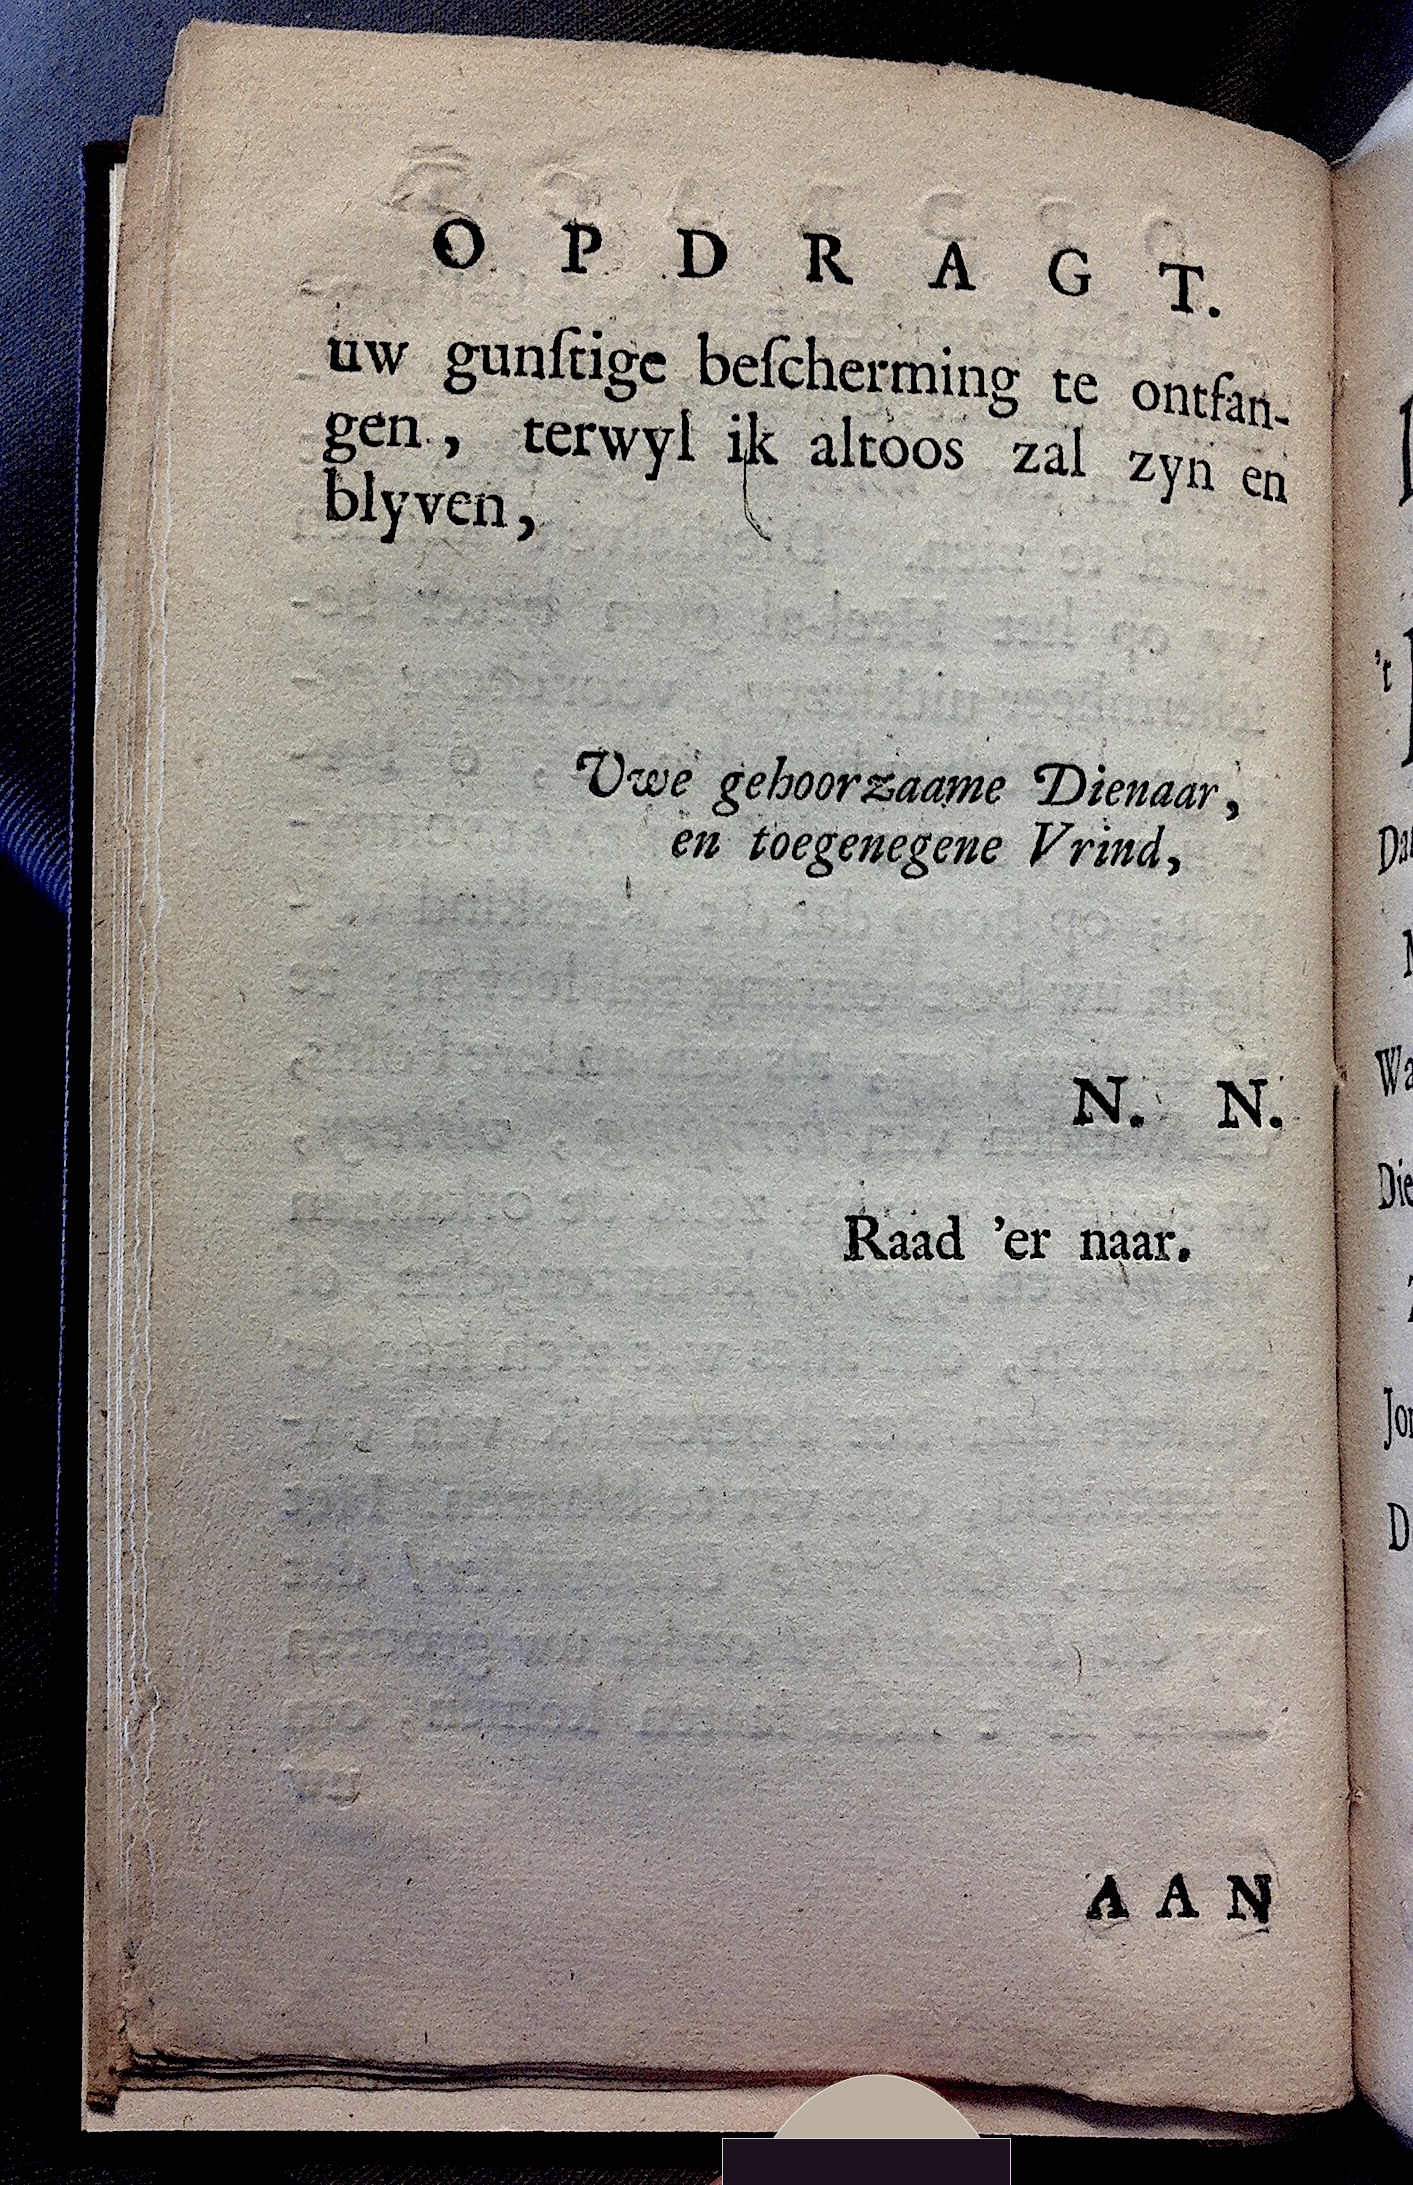 O P D R A G T.
uw gunſtige beſcherming te ontfan-
gen, terwyl ik altoos zal zyn en
blyven,
Uwe gehoorzaame Dienaar,
en toegenegene Vrind,
N. N.
Raad 'er naar.
A A N
't